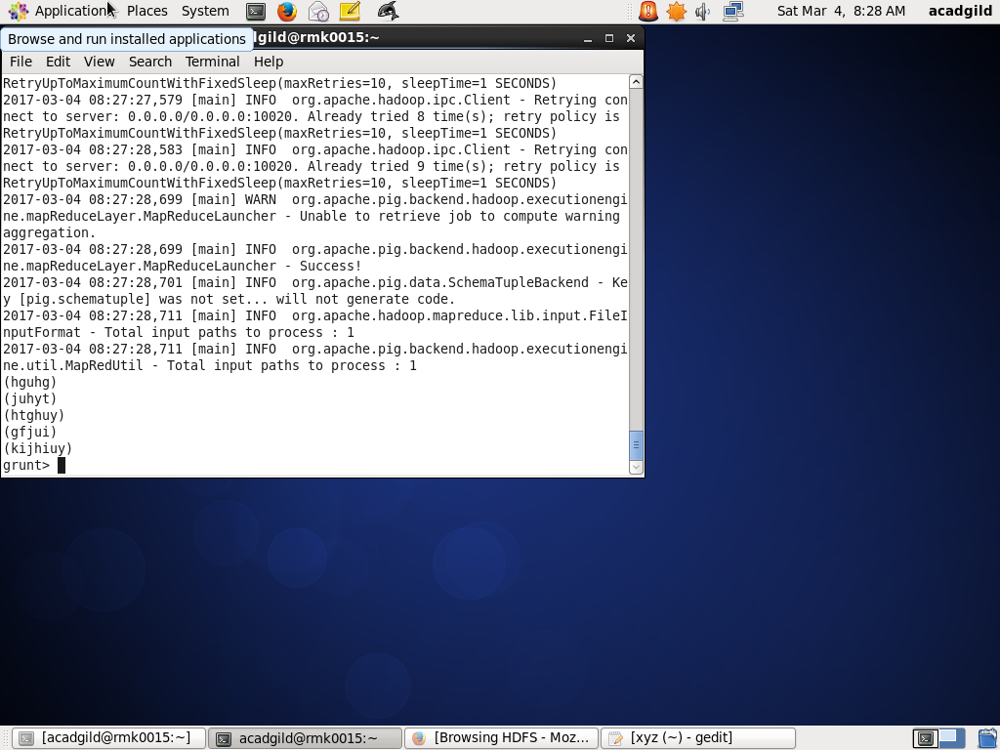 Applications Places System Sat Mar 4, 8:28 AM acadgild
Browse and run installed applications
ldgild@rmk0015:~
File Edit View Search Terminal Help
RetryUpToMaximumCountWithFixedSleep(maxRetries=10, sleepTime=1 SECONDS)
2017-03-04 08:27:27,579 [main] INFO  org.apache.hadoop.ipc.Client - Retrying con
nect to server: 0.0.0.0/0.0.0.0:10020. Already tried 8 time(s); retry policy is
RetryUpToMaximumCountWithFixedSleep(maxRetries=10, sleepTime=1 SECONDS)
2017-03-04 08:27:28,583 [main] INFO  org.apache.hadoop.ipc.Client - Retrying con
nect to server: 0.0.0.0/0.0.0.0:10020. Already tried 9 time(s); retry policy is
RetryUpToMaximumCountWithFixedSleep(maxRetries=10, sleepTime=1 SECONDS)
2017-03-04 08:27:28,699 [main] WARN  org.apache.pig.backend.hadoop.executionengi
ne.mapReduceLayer.MapReduceLauncher - Unable to retrieve job to compute warning
aggregation.
2017-03-04 08:27:28,699 [main] INFO  org.apache.pig.backend.hadoop.executionengi
ne.mapReduceLayer.MapReduceLauncher - Success!
2017-03-04 08:27:28,701 [main] INFO  org.apache.pig.data.SchemaTupleBackend - Ke
y [pig.schematuple] was not set... will not generate code.
2017-03-04 08:27:28,711 [main] INFO  org.apache.hadoop.mapreduce.lib.input.FileI
nputFormat - Total input paths to process : 1
2017-03-04 08:27:28,711 [main] INFO  org.apache.pig.backend.hadoop.executionengi
ne.util.MapRedUtil - Total input paths to process : 1
(hguhg)
(juhyt)
(htghuy)
(gfjui)
(kijhiuy)
grunt>
[acadgild@rmk0015:~] acadgild@rmk0015:~ [Browsing HDFS - Moz... [xyz (~) - gedit]